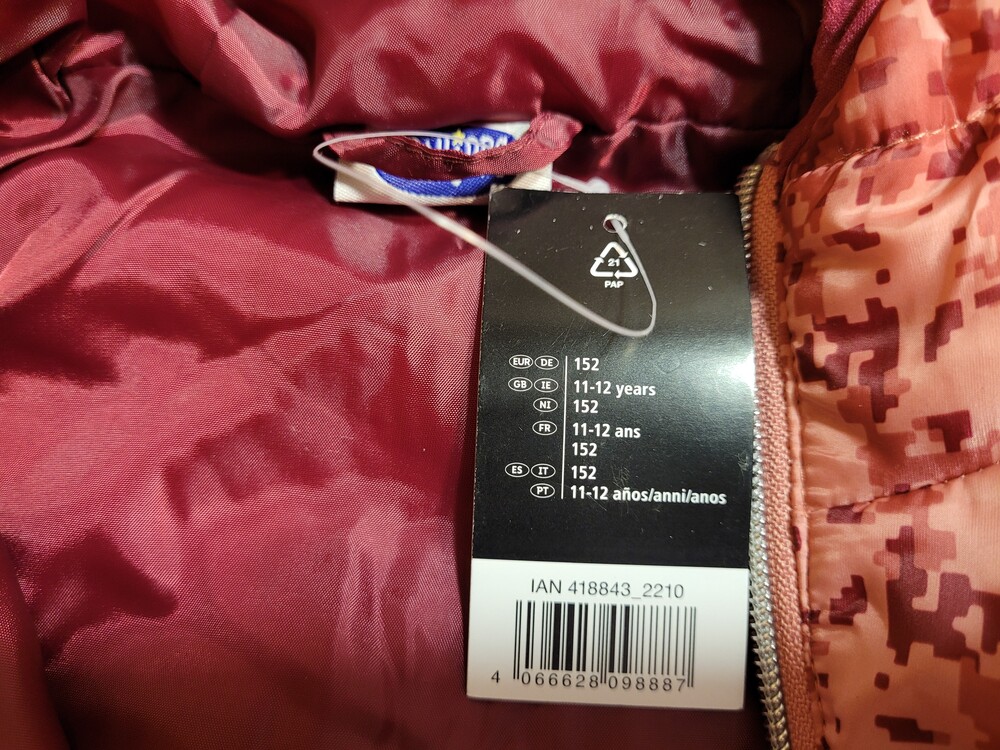 21
PAP
EUR DE 152
GB IE 11-12 years
NI 152
FR 11-12 ans
152
ES IT 152
PT 11-12 años/anni/anos
IAN 418843_2210
4 066628 098887